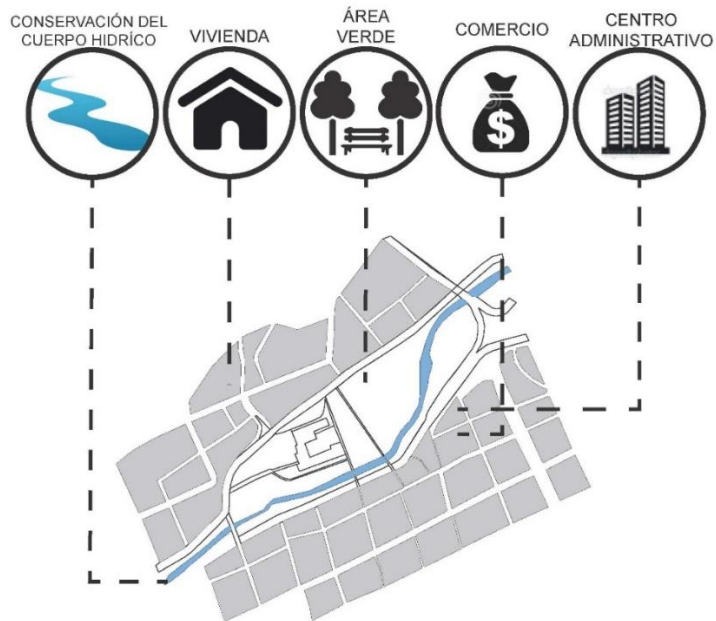 CONSERVACIÓN DEL
CUERPO HIDRÍCO
VIVIENDA
ÁREA
VERDE
COMERCIO
CENTRO
ADMINISTRATIVO
$